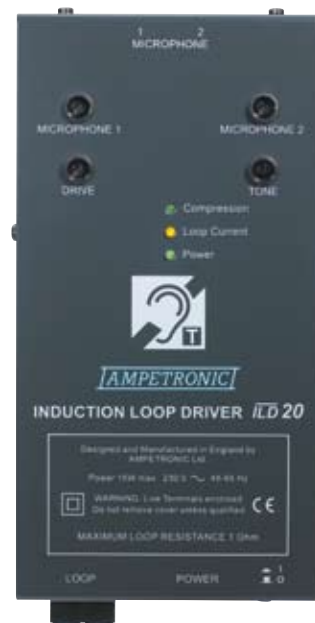 1 2
MICROPHONE
MICROPHONE 1 MICROPHONE 2
DRIVE TONE
Compression
Loop Current
Power
T
AMPETRONIC
INDUCTION LOOP DRIVER ILD 20
Designed and Manufactured in England by
AMPETRONIC Ltd
Power 15W max 230V ~ 45-65 Hz
WARNING. Live Terminals enclosed
Do not remove cover unless qualified CE
MAXIMUM LOOP RESISTANCE 1 Ohm
LOOP POWER 1
0